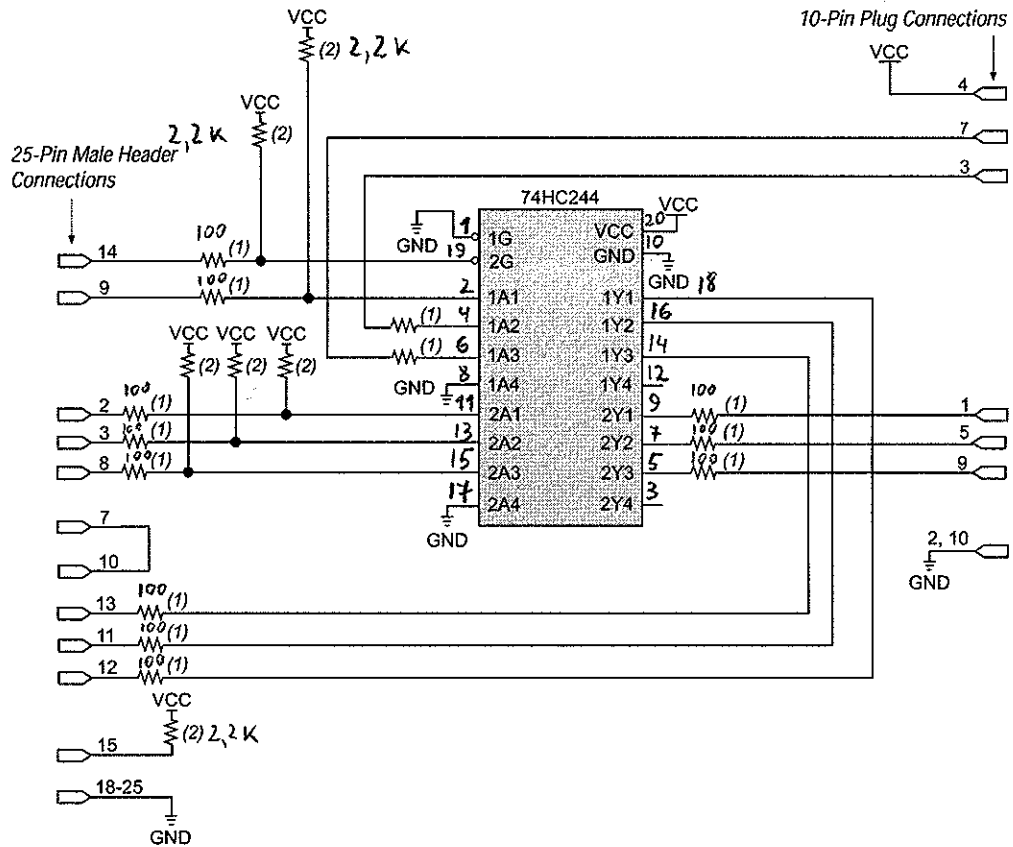 VCC
(2) 2,2K
10-Pin Plug Connections
VCC
4
VCC
2,2K (2)
7
25-Pin Male Header
Connections
3
74HC244
14 100 (1)
GND 1 1G
19 2G
VCC 20 VCC
GND 10 GND
9 100 (1)
2 1A1
1Y1 18
(1) 4 1A2
1Y2 16
VCC VCC VCC
(2) (2) (2)
(1) 6 1A3
1Y3 14
GND 8 1A4
1Y4 12
2 100 (1)
11 2A1
2Y1 9 100 (1) 1
3 100 (1)
13 2A2
2Y2 7 100 (1) 5
8 100 (1)
15 2A3
2Y3 5 100 (1) 9
GND 17 2A4
2Y4 3
7
10
2, 10
GND
13 100 (1)
11 100 (1)
12 100 (1)
VCC
(2) 2,2K
15
18-25
GND